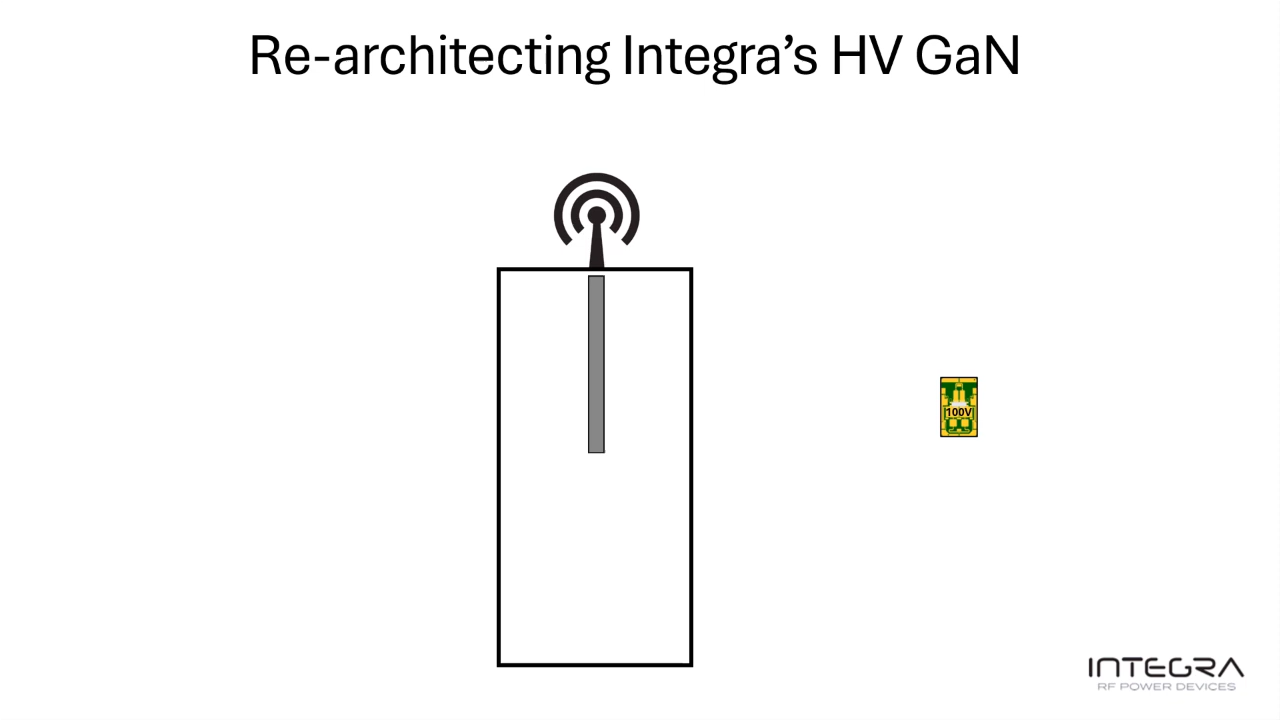 Re-architecting Integra’s HV GaN
100V
INTEGRA
RF POWER DEVICES